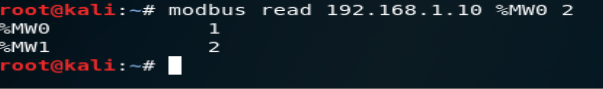 root@kali:~# modbus read 192.168.1.10 %MW0 2
%MW0 1
%MW1 2
root@kali:~#